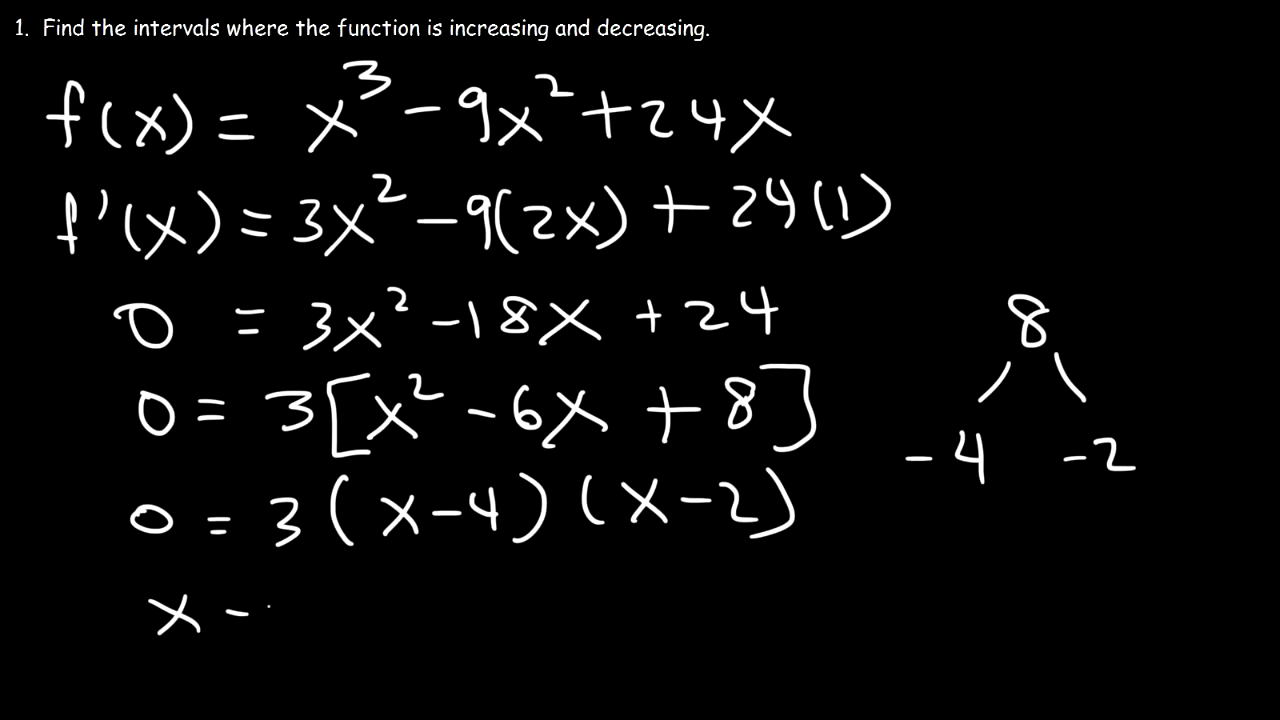 1. Find the intervals where the function is increasing and decreasing.
f(x) = x³ - 9x² + 24x
f'(x) = 3x² - 9(2x) + 24(1)
0 = 3x² - 18x + 24
8
0 = 3[x² - 6x + 8]
-4 -2
0 = 3(x-4)(x-2)
x -